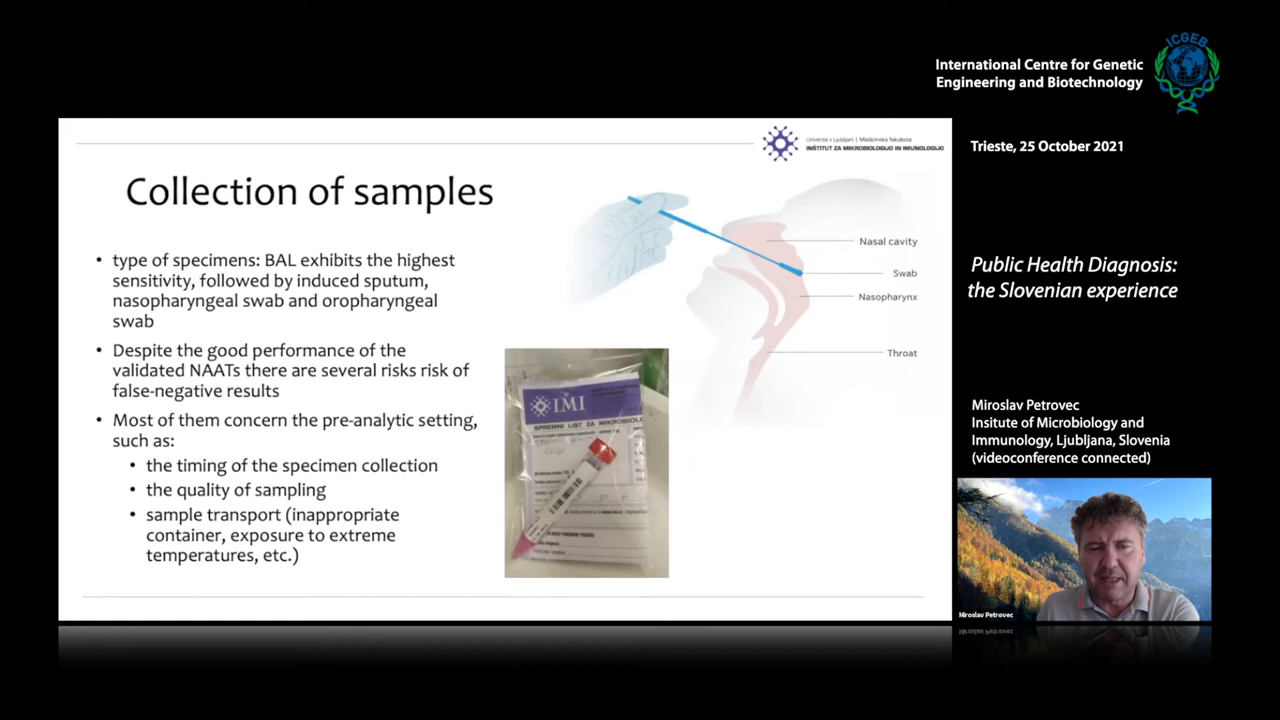 International Centre for Genetic
Engineering and Biotechnology
ICGEB
Trieste, 25 October 2021
Univerza v Ljubljani | Medicinska fakulteta
INŠTITUT ZA MIKROBIOLOGIJO IN IMUNOLOGIJO
Collection of samples
• type of specimens: BAL exhibits the highest
sensitivity, followed by induced sputum,
nasopharyngeal swab and oropharyngeal
swab
• Despite the good performance of the
validated NAATs there are several risks risk of
false-negative results
• Most of them concern the pre-analytic setting,
such as:
• the timing of the specimen collection
• the quality of sampling
• sample transport (inappropriate
container, exposure to extreme
temperatures, etc.)
Nasal cavity
Swab
Nasopharynx
Throat
IMI
SPREMNI LIST ZA MIKROBIOL
Public Health Diagnosis:
the Slovenian experience
Miroslav Petrovec
Insitute of Microbiology and
Immunology, Ljubljana, Slovenia
(videoconference connected)
Miroslav Petrovec